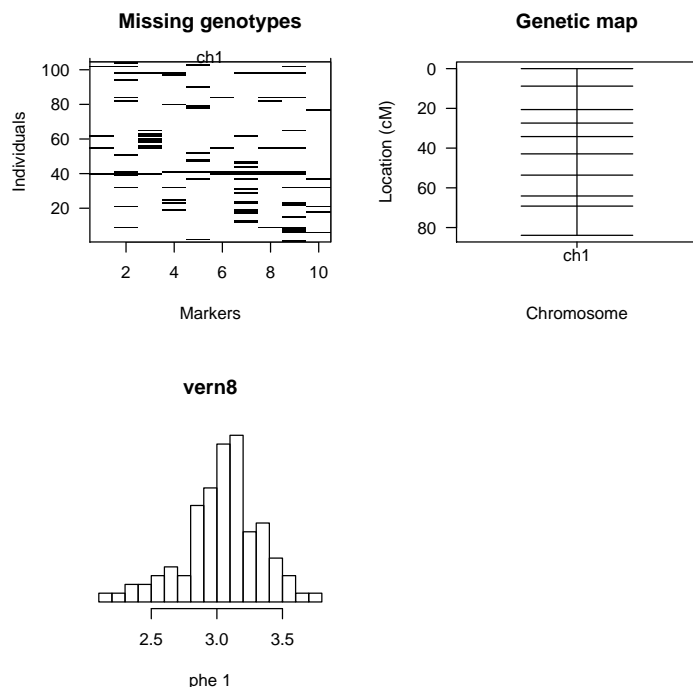 Missing genotypes
ch1
Individuals
100
80
60
40
20
2 4 6 8 10
Markers
Genetic map
Location (cM)
0
20
40
60
80
ch1
Chromosome
vern8
2.5 3.0 3.5
phe 1